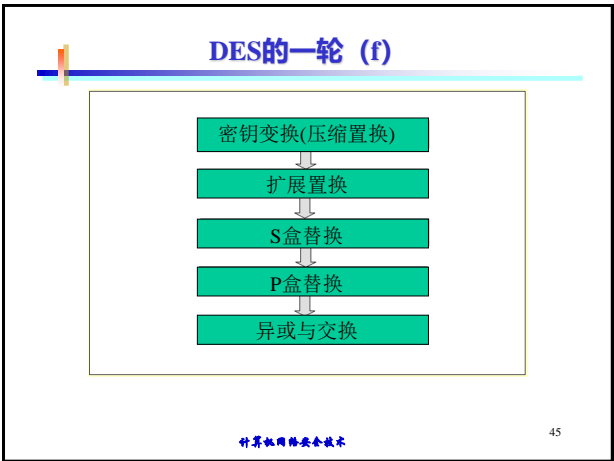 DES的一轮（f）
密钥变换(压缩置换)
扩展置换
S盒替换
P盒替换
异或与交换
计算机网络安全技术
45